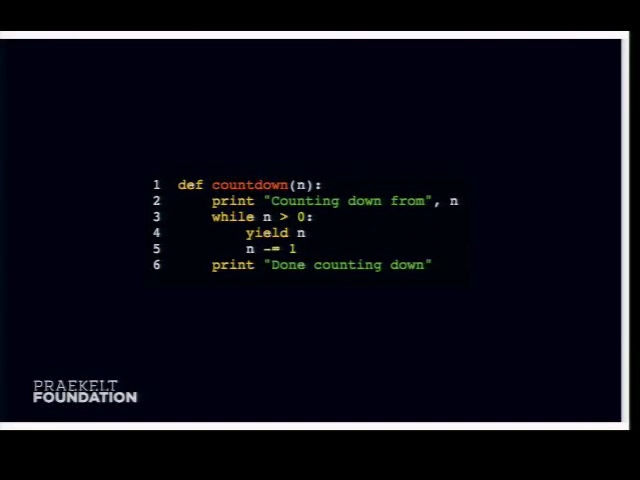 1 def countdown(n):
2 print "Counting down from", n
3 while n > 0:
4 yield n
5 n -= 1
6 print "Done counting down"
PRAEKELT
FOUNDATION